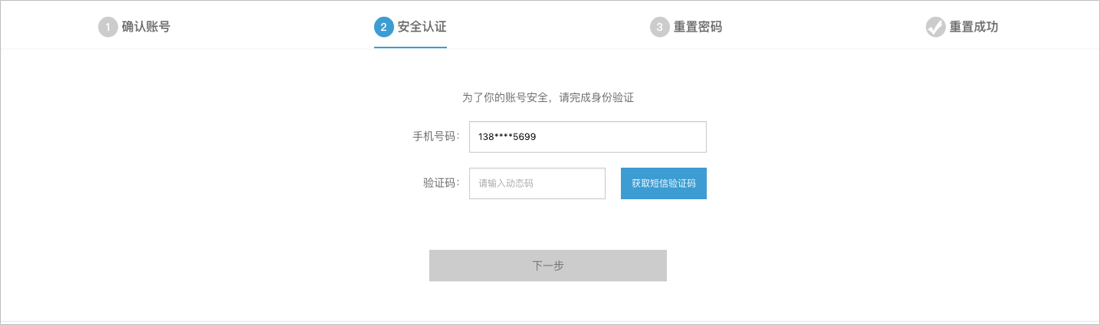 1 确认账号
2 安全认证
3 重置密码
重置成功
为了你的账号安全，请完成身份验证
手机号码： 138****5699
验证码： 请输入动态码 获取短信验证码
下一步